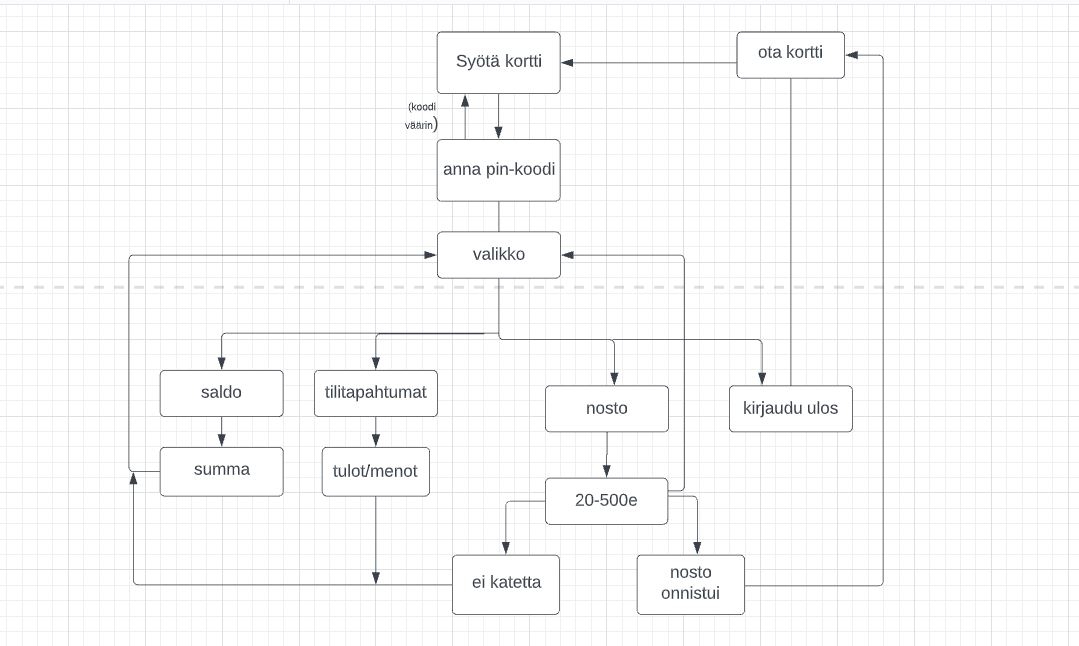 Syötä kortti
ota kortti
(koodi
väärin)
anna pin-koodi
valikko
saldo
tilitapahtumat
nosto
kirjaudu ulos
summa
tulot/menot
20-500e
ei katetta
nosto
onnistui